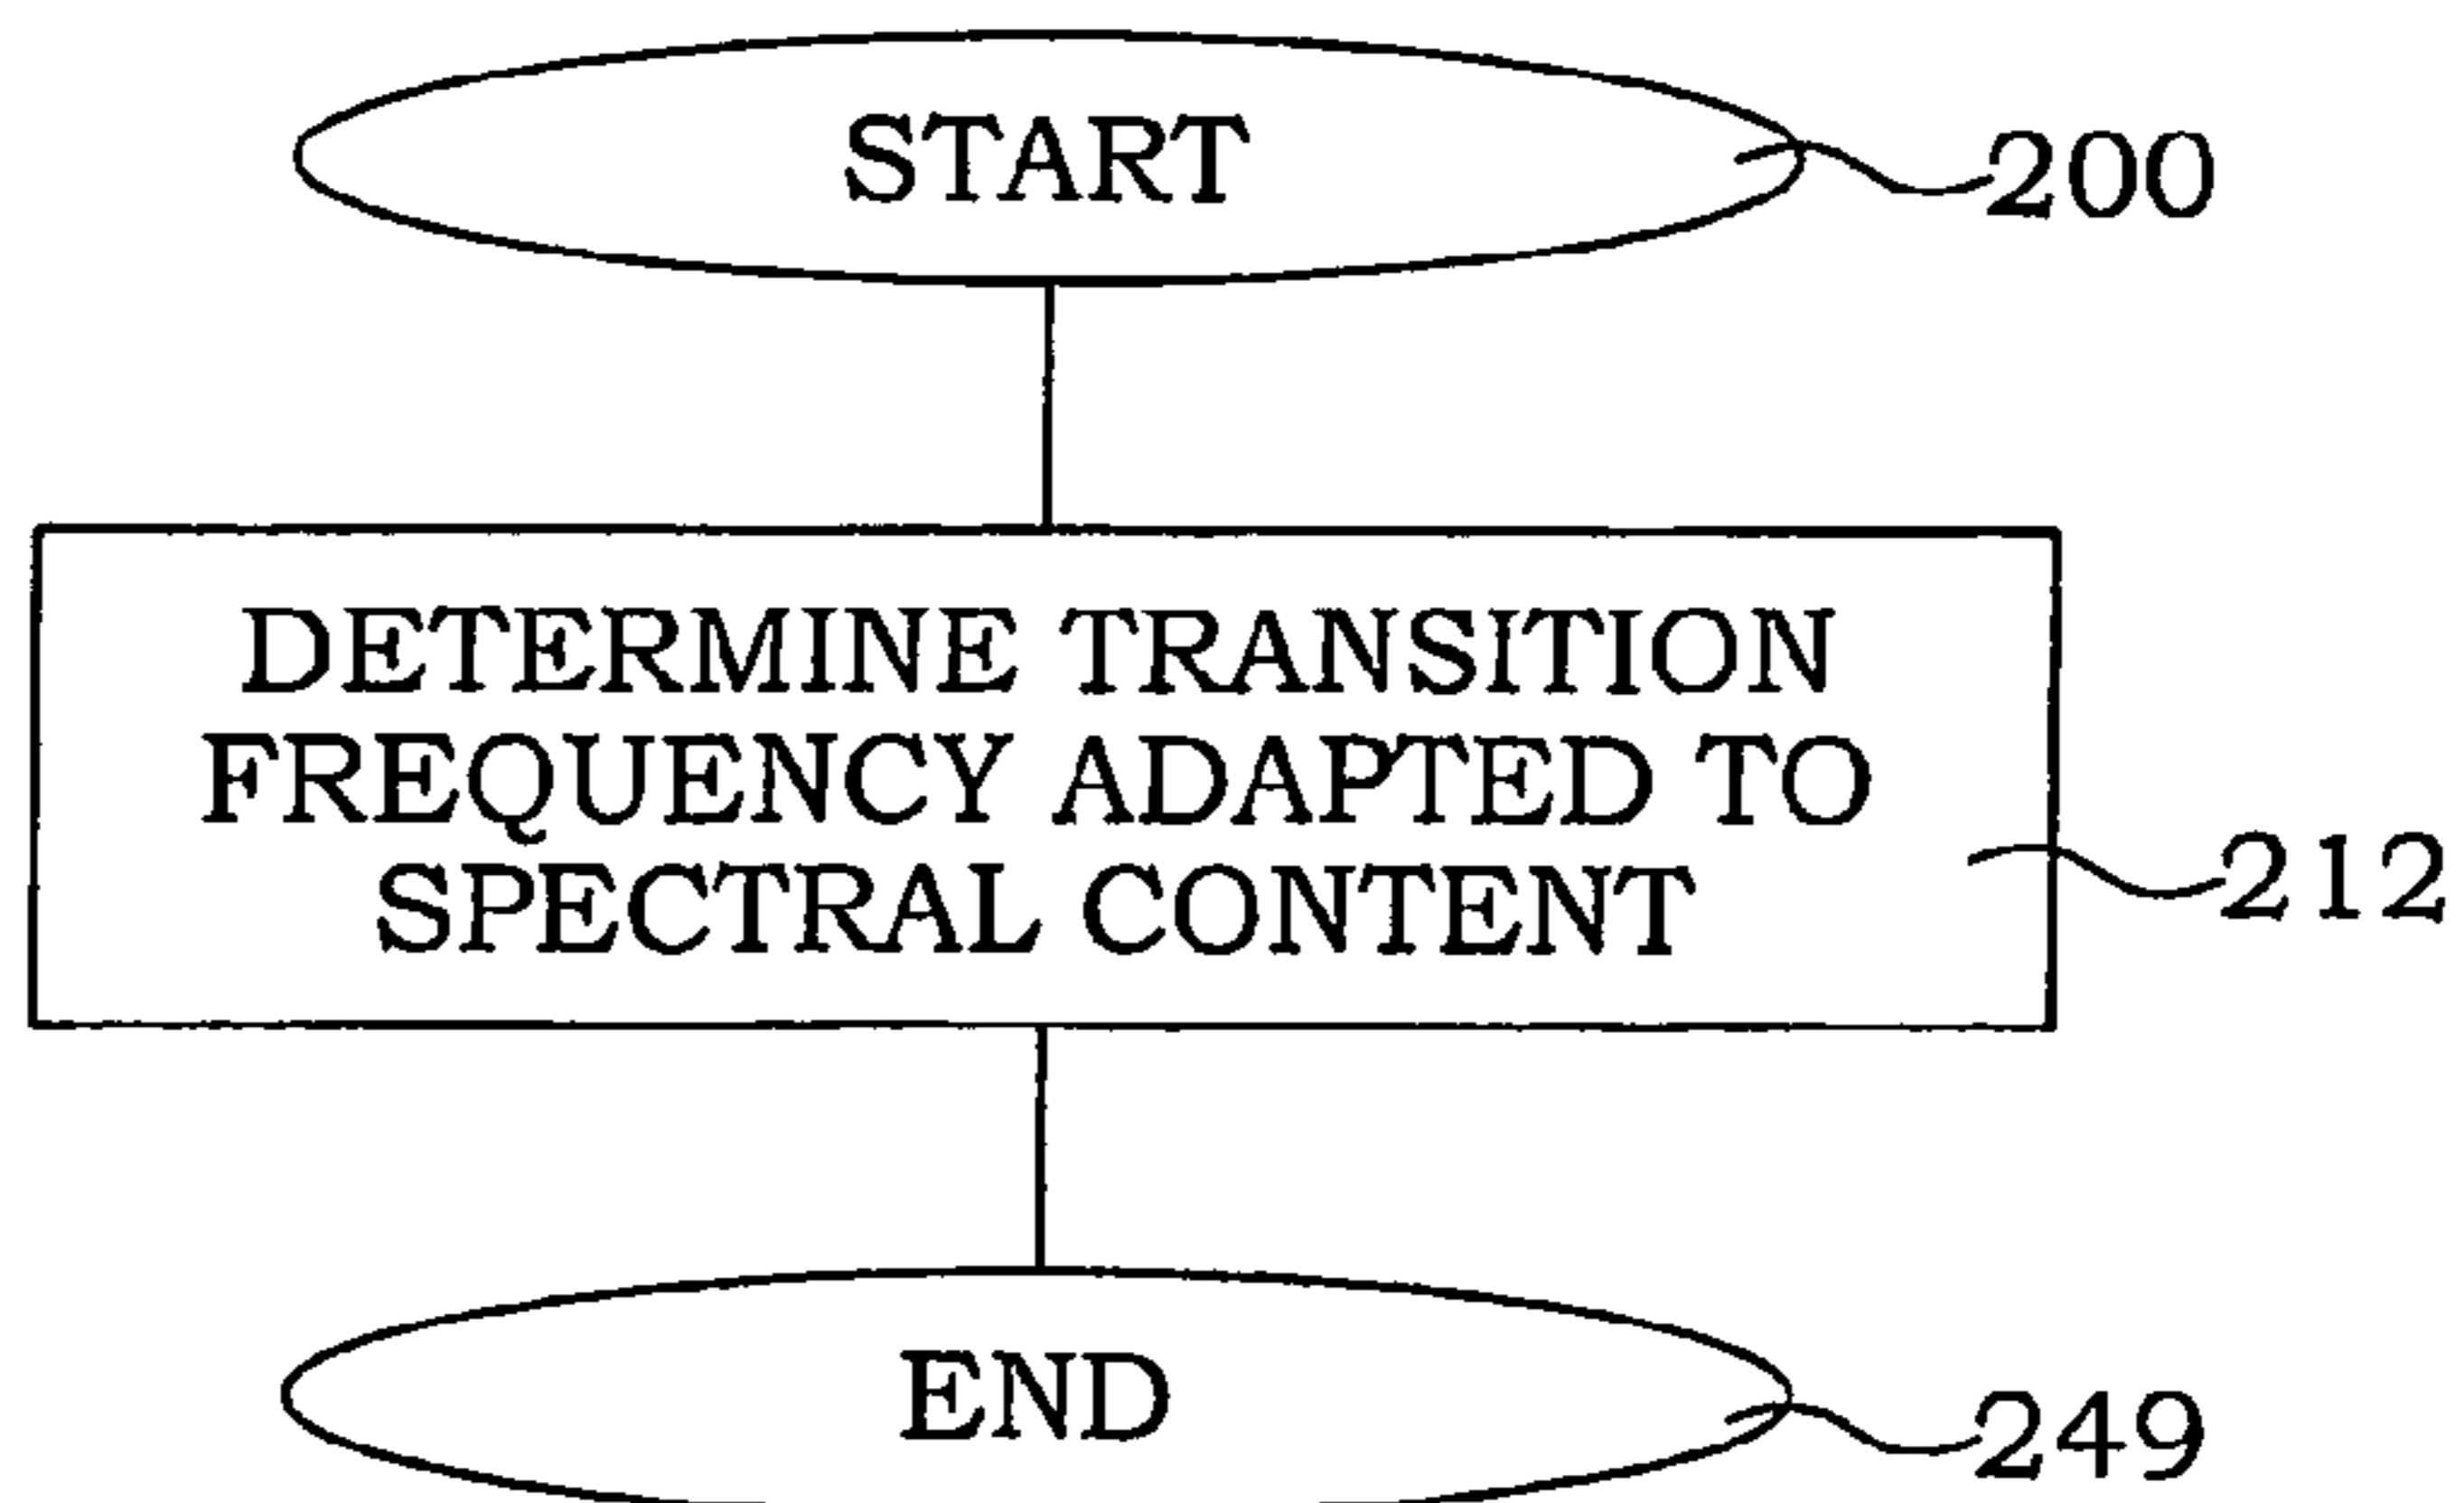 START
200
DETERMINE TRANSITION
FREQUENCY ADAPTED TO
SPECTRAL CONTENT
212
END
249